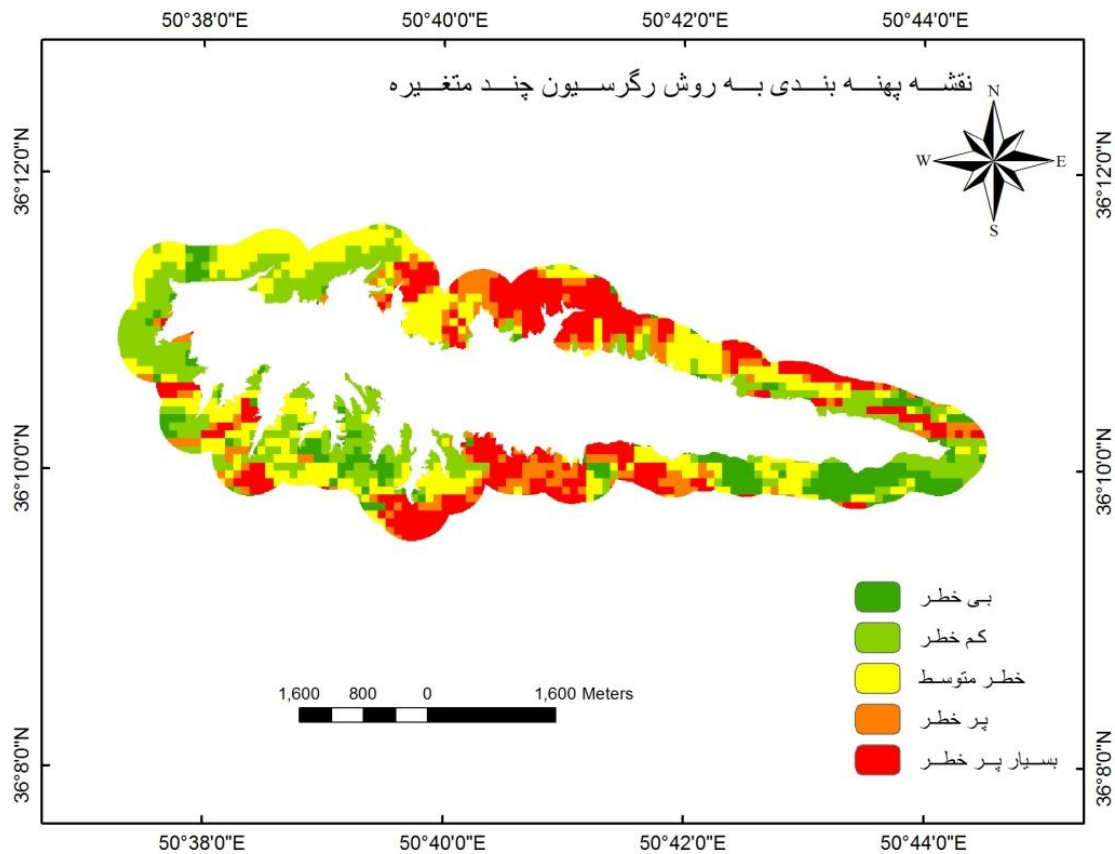 50°38'0"E 50°40'0"E 50°42'0"E 50°44'0"E
نقشه پهنه بندی به روش رگرسیون چند متغیره
N
W E
S
36°12'0"N 36°12'0"N
36°10'0"N 36°10'0"N
بی خطر
کم خطر
خطر متوسط
پر خطر
بسیار پر خطر
1,600 800 0 1,600 Meters
36°8'0"N 36°8'0"N
50°38'0"E 50°40'0"E 50°42'0"E 50°44'0"E